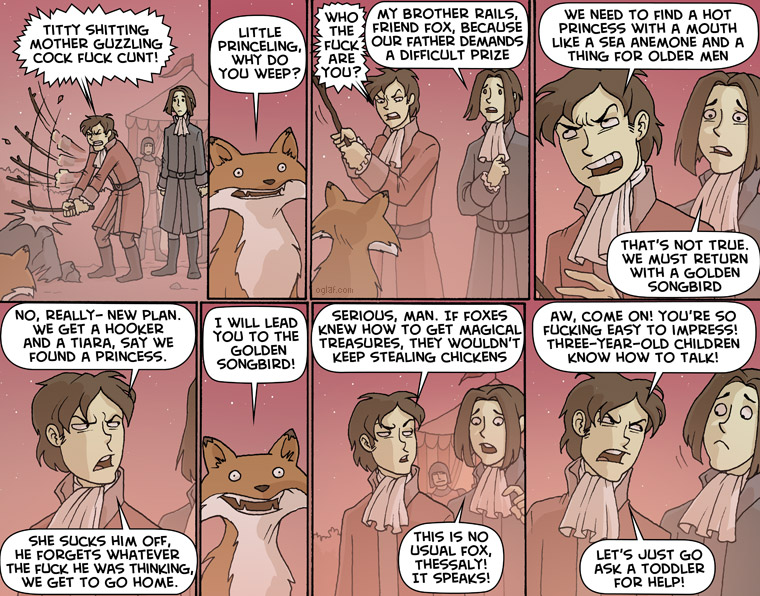 TITTY SHITTING
MOTHER GUZZLING
COCK FUCK CUNT!
LITTLE
PRINCELING,
WHY DO
YOU WEEP?
WHO
THE
FUCK
ARE
YOU?
MY BROTHER RAILS,
FRIEND FOX, BECAUSE
OUR FATHER DEMANDS
A DIFFICULT PRIZE
ogl3f.com
WE NEED TO FIND A HOT
PRINCESS WITH A MOUTH
LIKE A SEA ANEMONE AND A
THING FOR OLDER MEN
THAT'S NOT TRUE.
WE MUST RETURN
WITH A GOLDEN
SONGBIRD
NO, REALLY- NEW PLAN.
WE GET A HOOKER
AND A TIARA, SAY WE
FOUND A PRINCESS.
SHE SUCKS HIM OFF,
HE FORGETS WHATEVER
THE FUCK HE WAS THINKING,
WE GET TO GO HOME.
I WILL LEAD
YOU TO THE
GOLDEN
SONGBIRD!
SERIOUS, MAN. IF FOXES
KNEW HOW TO GET MAGICAL
TREASURES, THEY WOULDN'T
KEEP STEALING CHICKENS
THIS IS NO
USUAL FOX,
THESSALY!
IT SPEAKS!
AW, COME ON! YOU'RE SO
FUCKING EASY TO IMPRESS!
THREE-YEAR-OLD CHILDREN
KNOW HOW TO TALK!
LET'S JUST GO
ASK A TODDLER
FOR HELP!